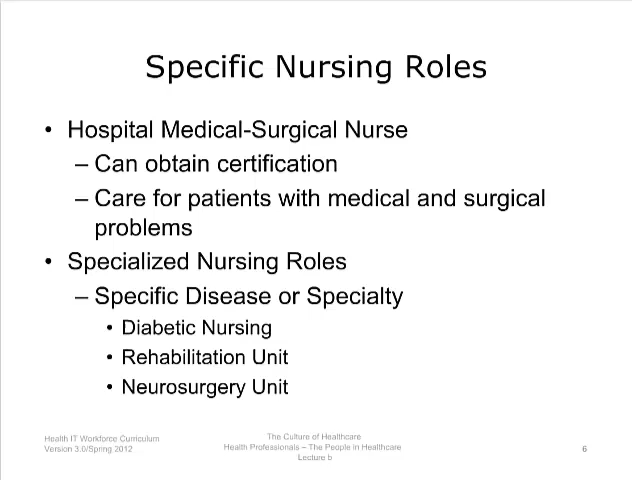 Specific Nursing Roles
• Hospital Medical-Surgical Nurse
– Can obtain certification
– Care for patients with medical and surgical
problems
• Specialized Nursing Roles
– Specific Disease or Specialty
• Diabetic Nursing
• Rehabilitation Unit
• Neurosurgery Unit
Health IT Workforce Curriculum
Version 3.0/Spring 2012
The Culture of Healthcare
Health Professionals – The People in Healthcare
Lecture b
6